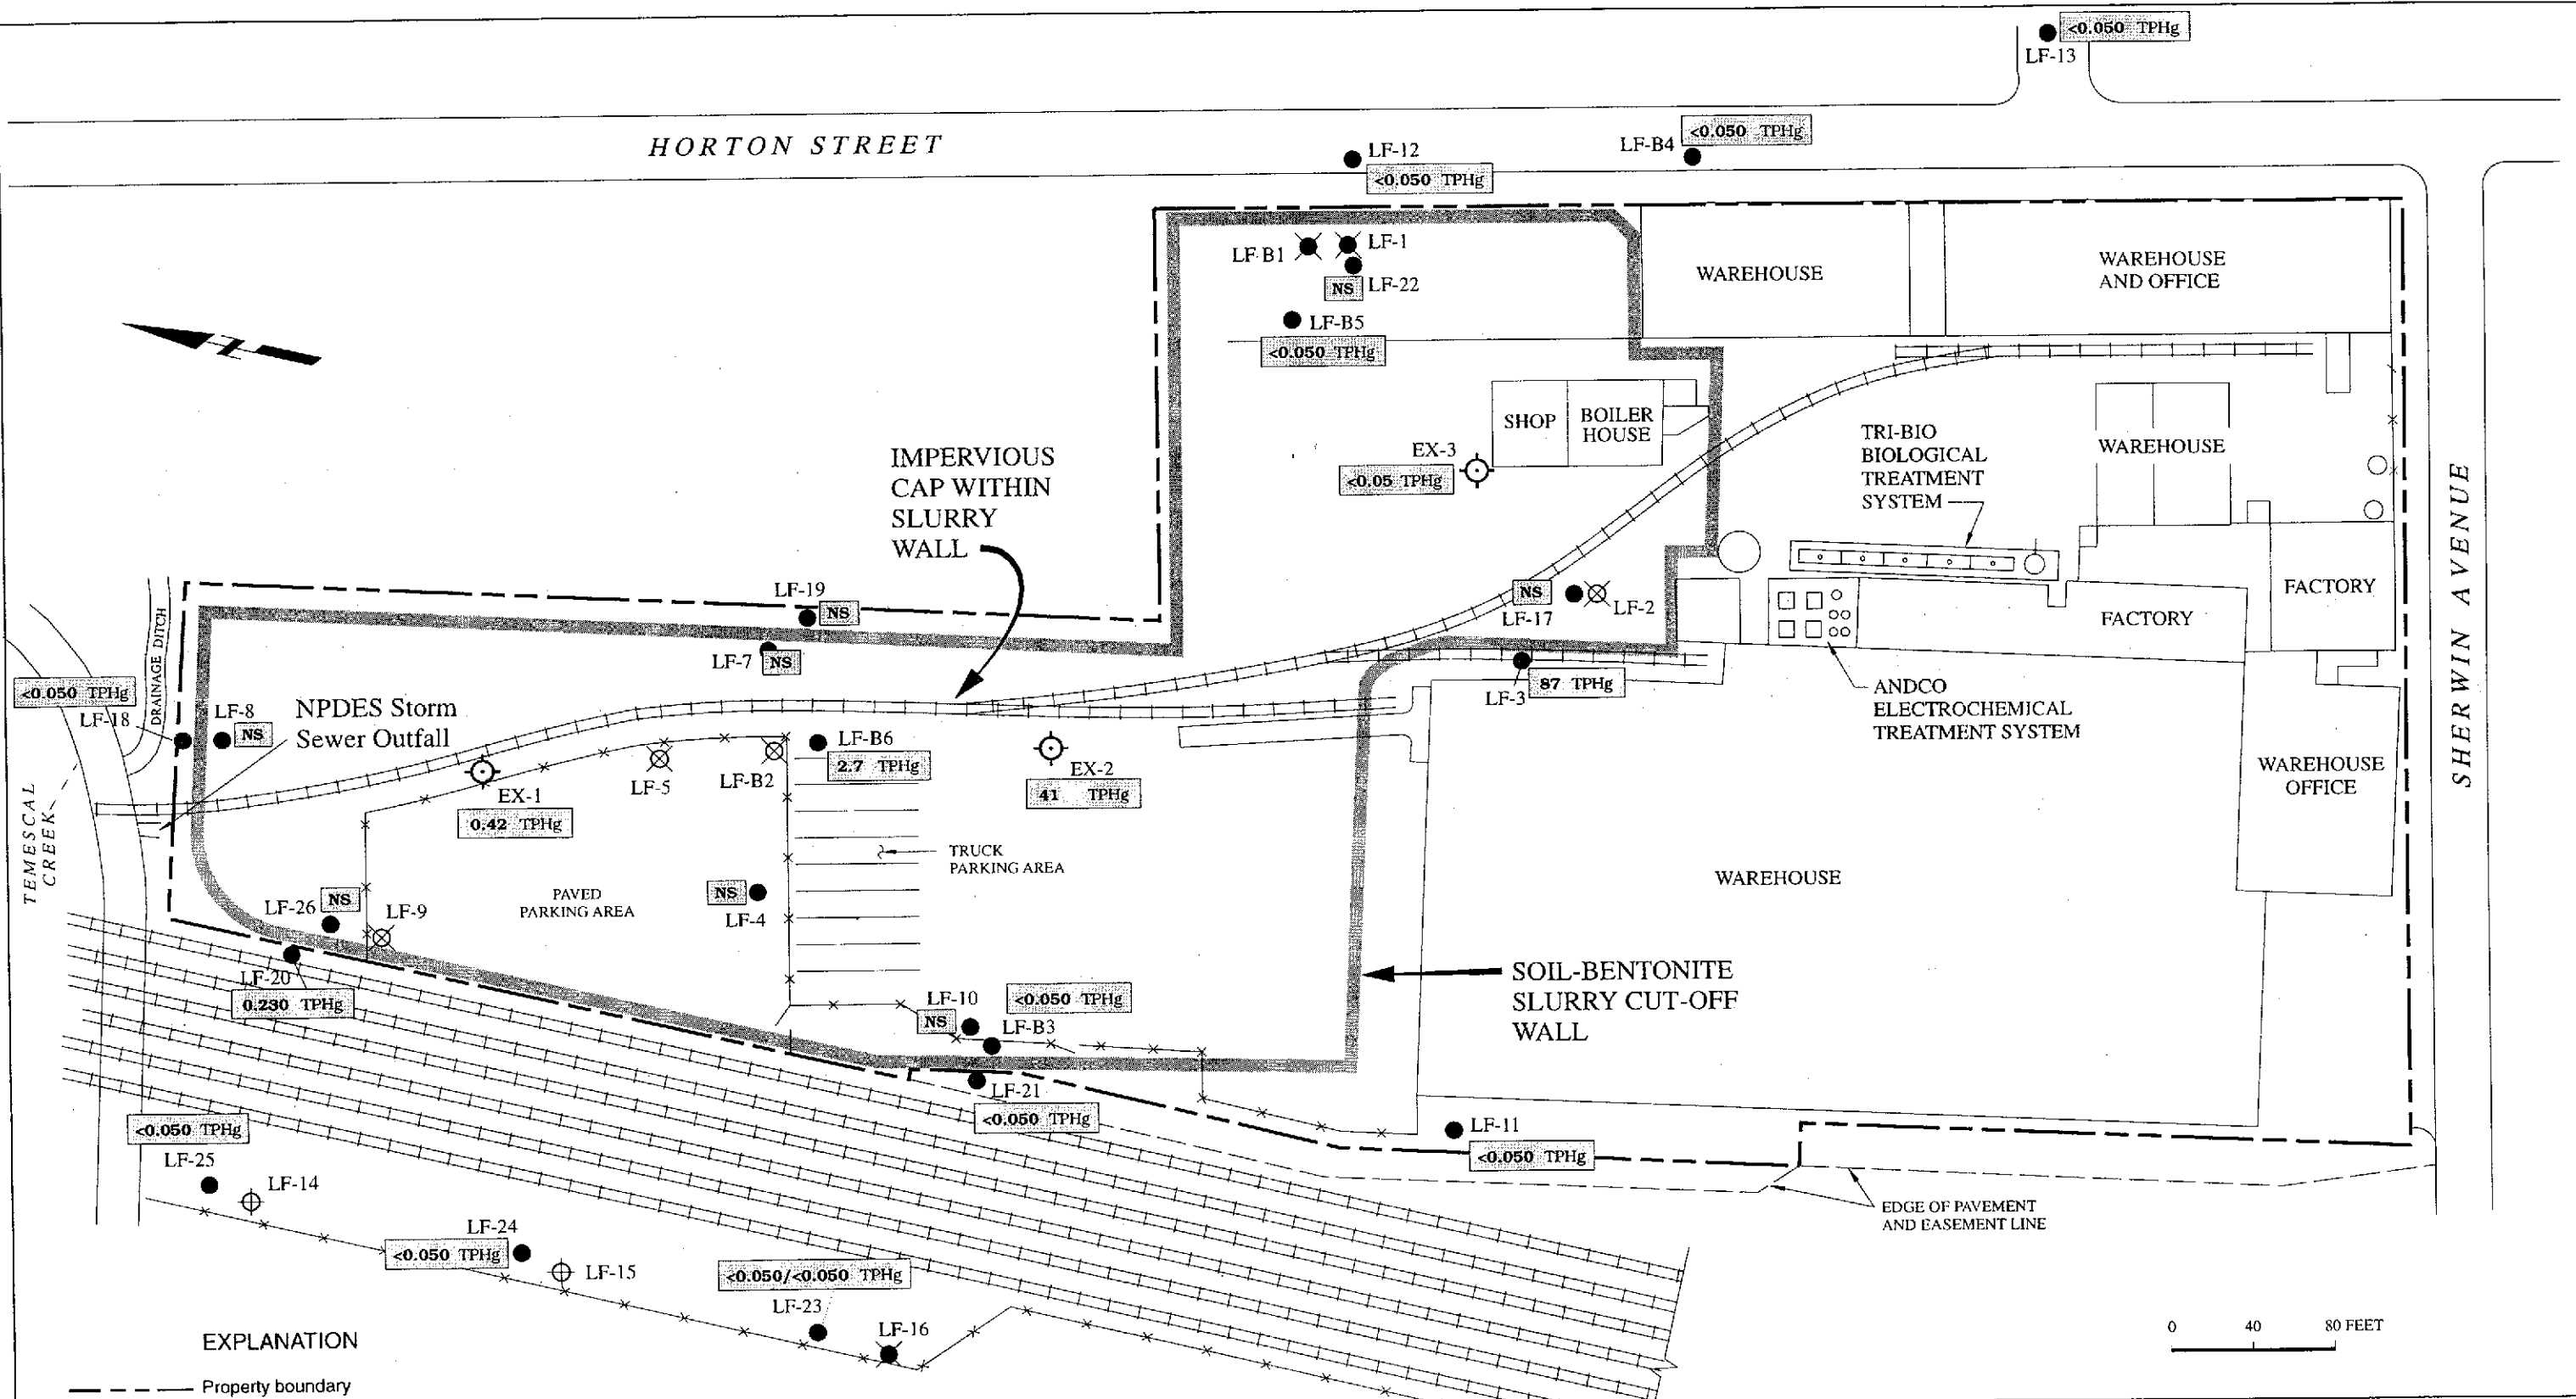 <0.050 TPHg
LF-13
HORTON STREET
<0.050 TPHg
LF-B4
LF-12
<0.050 TPHg
LF-B1
LF-1
NS LF-22
LF-B5
<0.050 TPHg
WAREHOUSE
WAREHOUSE
AND OFFICE
IMPERVIOUS
CAP WITHIN
SLURRY
WALL
SHOP
BOILER
HOUSE
EX-3
<0.05 TPHg
TRI-BIO
BIOLOGICAL
TREATMENT
SYSTEM
WAREHOUSE
SHERWIN AVENUE
LF-19
NS
LF-7 NS
NS
LF-17
LF-2
FACTORY
FACTORY
DRAINAGE DITCH
<0.050 TPHg
LF-18
LF-8
NS
NPDES Storm
Sewer Outfall
LF-3
87 TPHg
ANDCO
ELECTROCHEMICAL
TREATMENT SYSTEM
TEMESCAL
CREEK
EX-1
0.42 TPHg
LF-5
LF-B2
LF-B6
2.7 TPHg
EX-2
41 TPHg
WAREHOUSE
OFFICE
TRUCK
PARKING AREA
PAVED
PARKING AREA
NS
LF-4
WAREHOUSE
LF-26
NS
LF-9
LF-20
0.230 TPHg
LF-10
NS
<0.050 TPHg
LF-B3
SOIL-BENTONITE
SLURRY CUT-OFF
WALL
LF-21
<0.050 TPHg
LF-11
<0.050 TPHg
<0.050 TPHg
LF-25
LF-14
LF-24
<0.050 TPHg
LF-15
<0.050/<0.050 TPHg
LF-23
LF-16
EDGE OF PAVEMENT
AND EASEMENT LINE
0 40 80 FEET
EXPLANATION
Property boundary